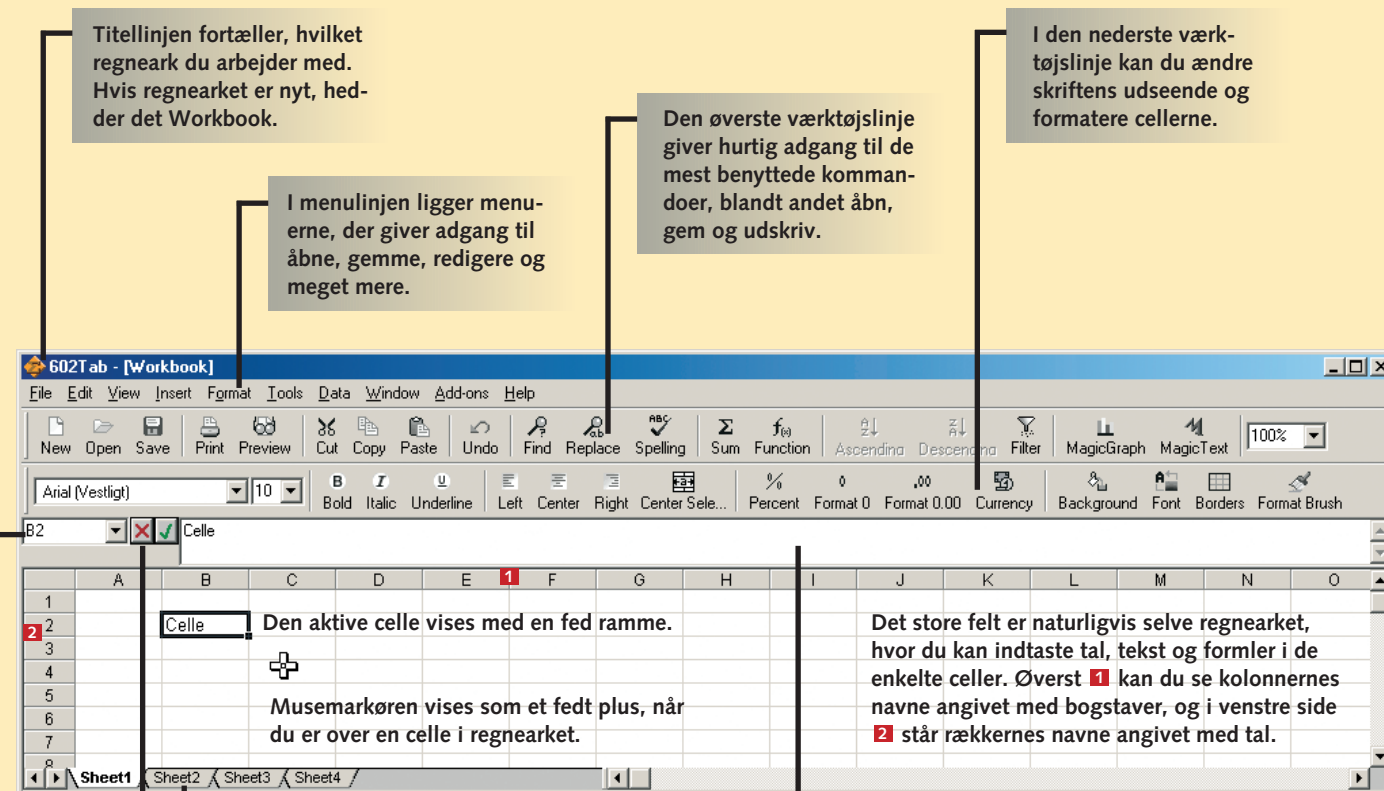 Titellinjen fortæller, hvilket
regneark du arbejder med.
Hvis regnearket er nyt, hed-
der det Workbook.
I menulinjen ligger menu-
erne, der giver adgang til
åbne, gemme, redigere og
meget mere.
Den øverste værktøjslinje
giver hurtig adgang til de
mest benyttede komman-
doer, blandt andet åbn,
gem og udskriv.
I den nederste værk-
tøjslinje kan du ændre
skriftens udseende og
formatere cellerne.
602Tab - [Workbook]
File Edit View Insert Format Tools Data Window Add-ons Help
New Open Save Print Preview Cut Copy Paste Undo Find Replace Spelling Sum Function Ascending Descending Filter MagicGraph MagicText 100%
Arial (Vestligt) 10 Bold Italic Underline Left Center Right Center Sele... Percent Format 0 Format 0.00 Currency Background Font Borders Format Brush
B2 Celle
A B C D E 1 F G H I J K L M N O
1
2 2 Celle
3
4
5
6
7
8
Den aktive celle vises med en fed ramme.
Musemarkøren vises som et fedt plus, når
du er over en celle i regnearket.
Det store felt er naturligvis selve regnearket,
hvor du kan indtaste tal, tekst og formler i de
enkelte celler. Øverst 1 kan du se kolonnernes
navne angivet med bogstaver, og i venstre side
2 står rækkernes navne angivet med tal.
Sheet1 Sheet2 Sheet3 Sheet4